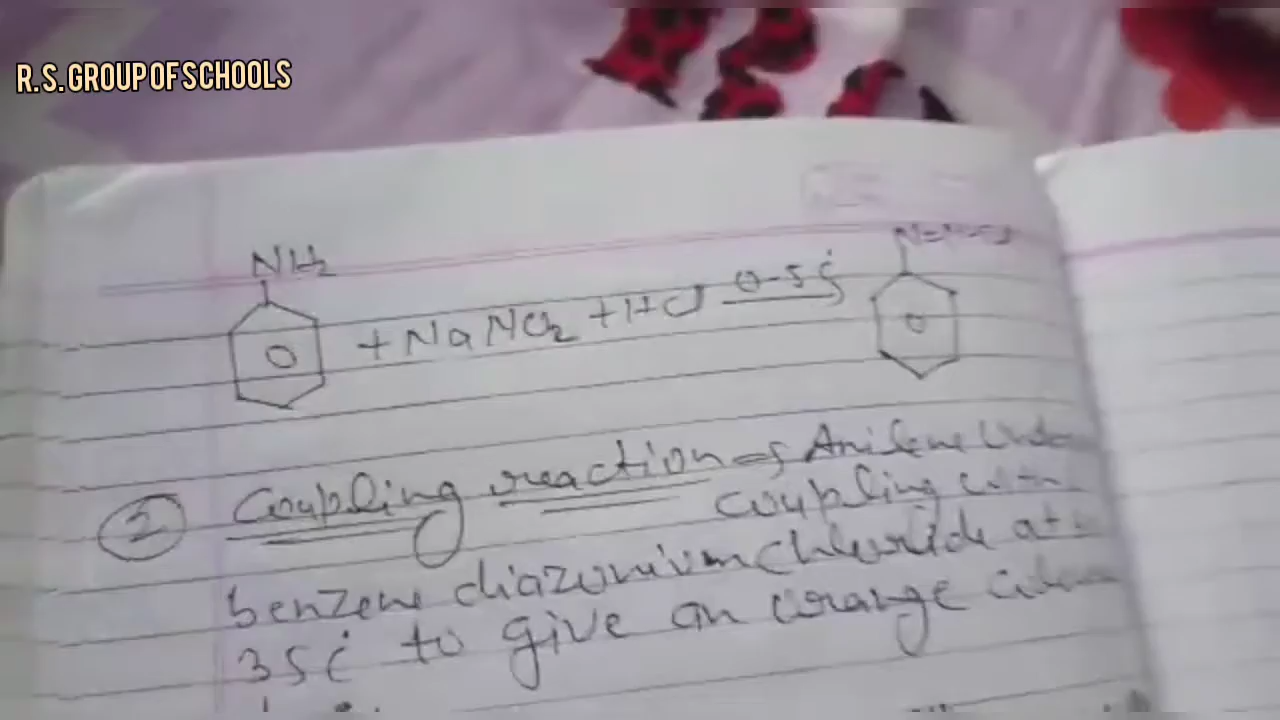 R.S. GROUP OF SCHOOLS
NH2
+ NaNO2 + HCl 0-5°C
② Coupling reaction = Aniline
coupling with
benzene diazonium chloride at
35°C to give an orange